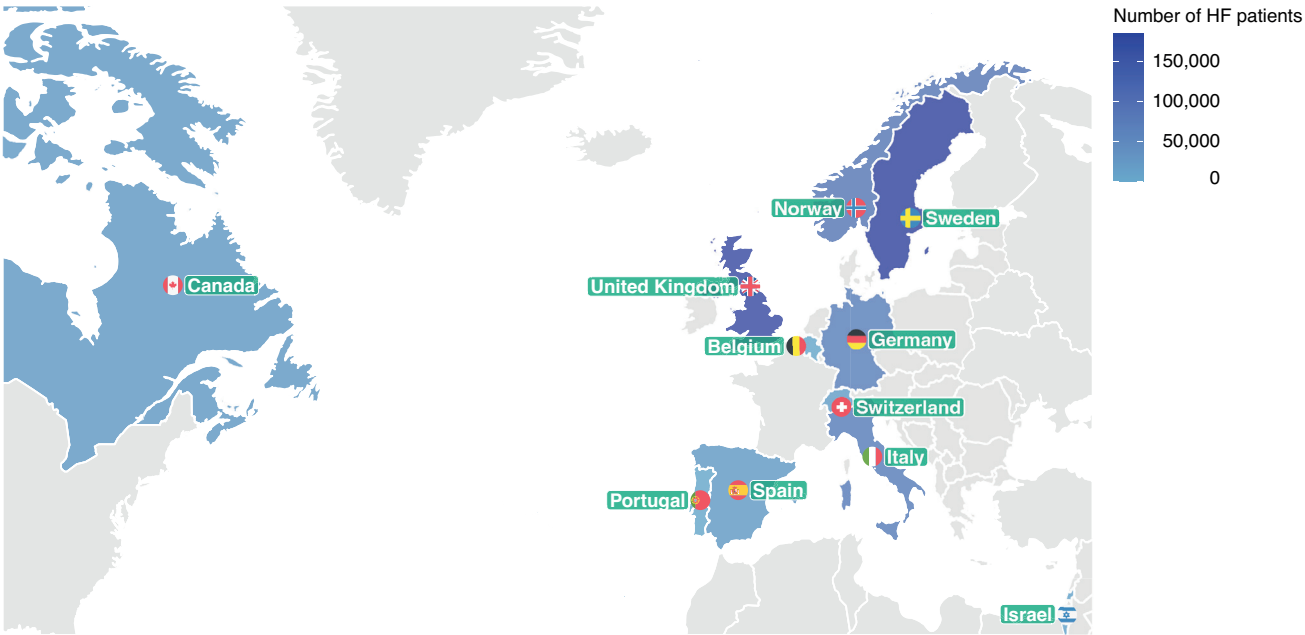 Number of HF patients
150,000
100,000
50,000
0
Norway
Sweden
Canada
United Kingdom
Germany
Belgium
Switzerland
Italy
Spain
Portugal
Israel